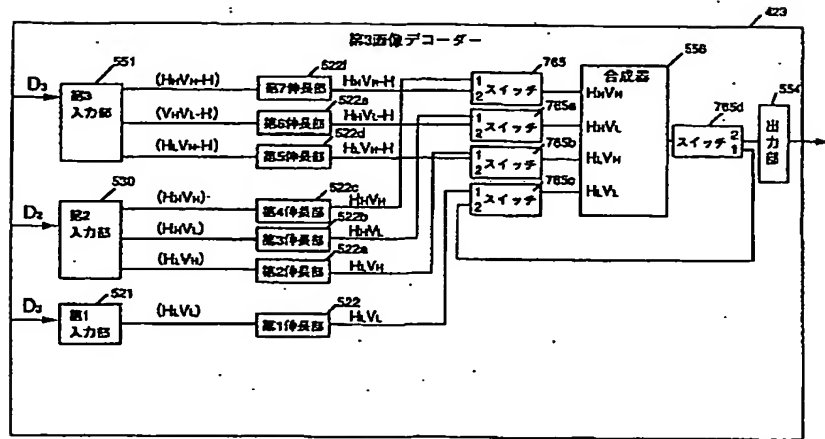 423
第3画像デコーダー
551
D3
第3
入力部
(HHVH-H)
(VHVL-H)
(HLVH-H)
522f
第7伸長部
522e
第6伸長部
522d
第5伸長部
HHVH-H
HHVL-H
HLVH-H
765
1
2
スイッチ
765a
1
2
スイッチ
765b
1
2
スイッチ
765c
1
2
スイッチ
556
合成器
HHVH
HHVL
HLVH
HLVL
765d
スイッチ
2
1
554
出力部
530
D2
第2
入力部
(HHVH)
(HHVL)
(HLVH)
522c
第4伸長部
522b
第3伸長部
522a
第2伸長部
HHVH
HHVL
HLVH
521
D3
第1
入力部
(HLVL)
522
第1伸長部
HLVL